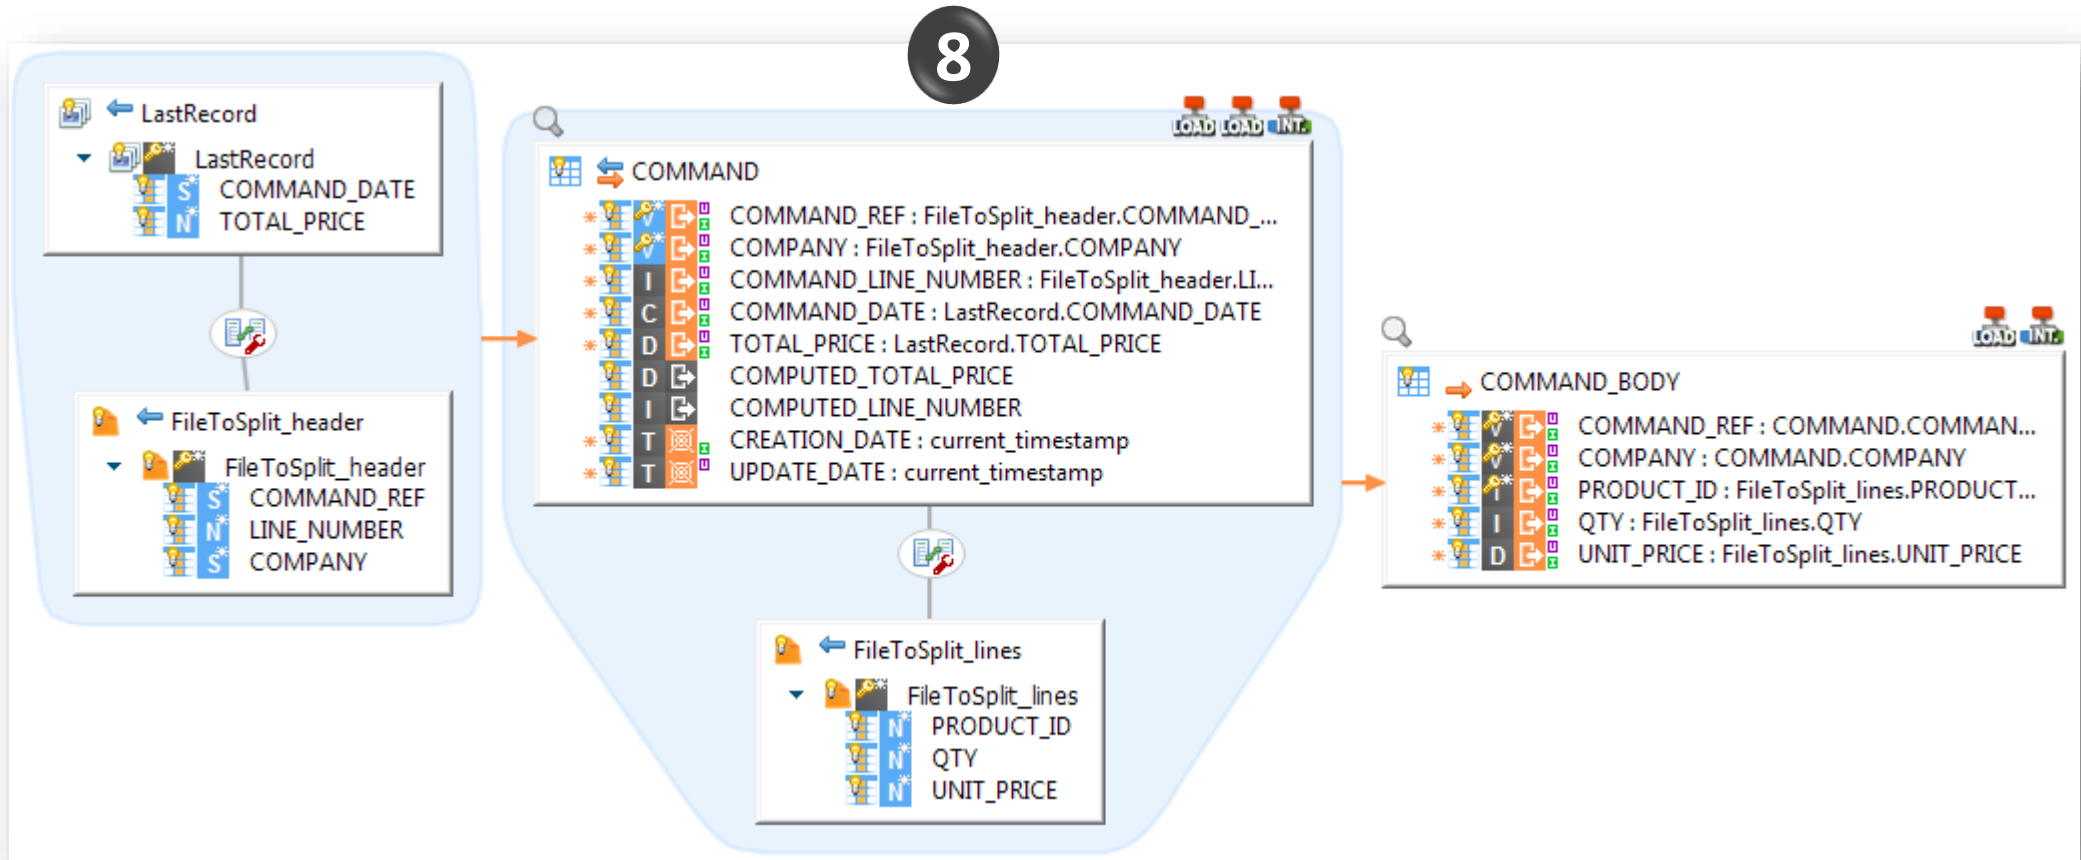 8
LastRecord
LastRecord
S COMMAND_DATE
N TOTAL_PRICE
FileToSplit_header
FileToSplit_header
S COMMAND_REF
N LINE_NUMBER
S COMPANY
LOAD LOAD INT.
COMMAND
V U I COMMAND_REF : FileToSplit_header.COMMAND_...
V U I COMPANY : FileToSplit_header.COMPANY
I U I COMMAND_LINE_NUMBER : FileToSplit_header.LI...
C U I COMMAND_DATE : LastRecord.COMMAND_DATE
D U I TOTAL_PRICE : LastRecord.TOTAL_PRICE
D COMPUTED_TOTAL_PRICE
I COMPUTED_LINE_NUMBER
T I CREATION_DATE : current_timestamp
T U UPDATE_DATE : current_timestamp
FileToSplit_lines
FileToSplit_lines
N PRODUCT_ID
N QTY
N UNIT_PRICE
LOAD INT.
COMMAND_BODY
V U I COMMAND_REF : COMMAND.COMMAN...
V U I COMPANY : COMMAND.COMPANY
I U I PRODUCT_ID : FileToSplit_lines.PRODUCT...
I U I QTY : FileToSplit_lines.QTY
D U I UNIT_PRICE : FileToSplit_lines.UNIT_PRICE